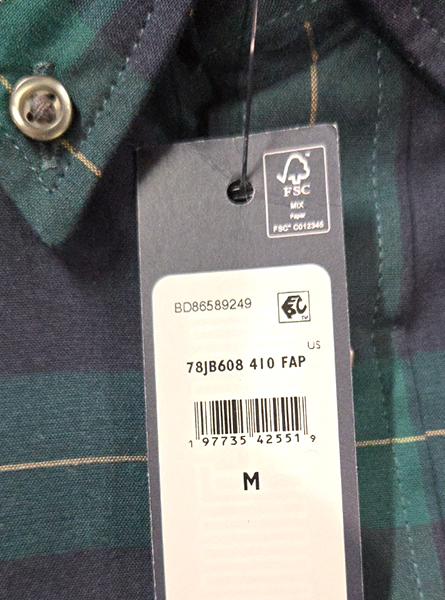 FSC
MIX
Paper
FSC® C012345
BD86589249
US
78JB608 410 FAP
1 97735 42551 9
M